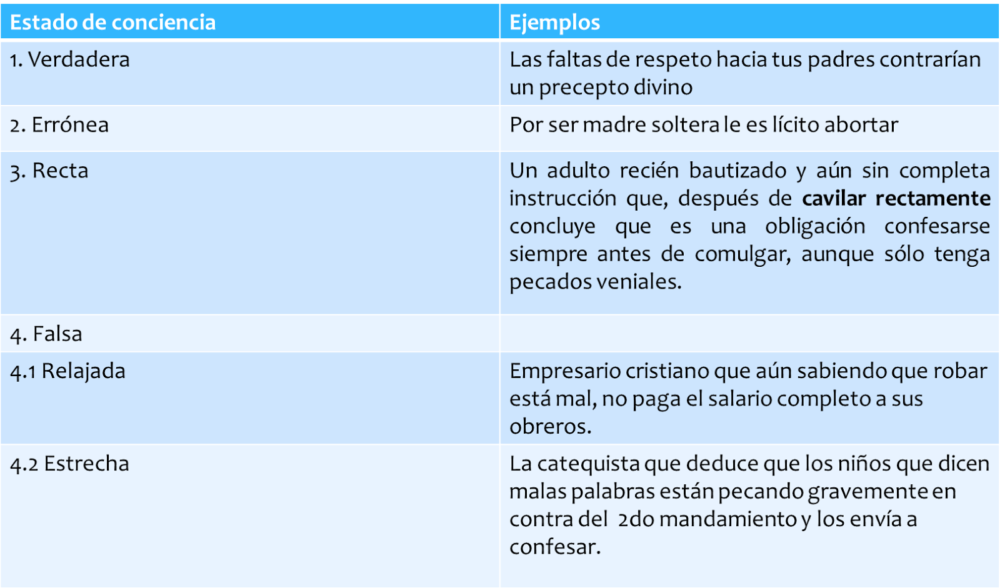 Estado de conciencia
Ejemplos
1. Verdadera
Las faltas de respeto hacia tus padres contrarían
un precepto divino
2. Errónea
Por ser madre soltera le es lícito abortar
3. Recta
Un adulto recién bautizado y aún sin completa
instrucción que, después de cavilar rectamente
concluye que es una obligación confesarse
siempre antes de comulgar, aunque sólo tenga
pecados veniales.
4. Falsa
4.1 Relajada
Empresario cristiano que aún sabiendo que robar
está mal, no paga el salario completo a sus
obreros.
4.2 Estrecha
La catequista que deduce que los niños que dicen
malas palabras están pecando gravemente en
contra del 2do mandamiento y los envía a
confesar.